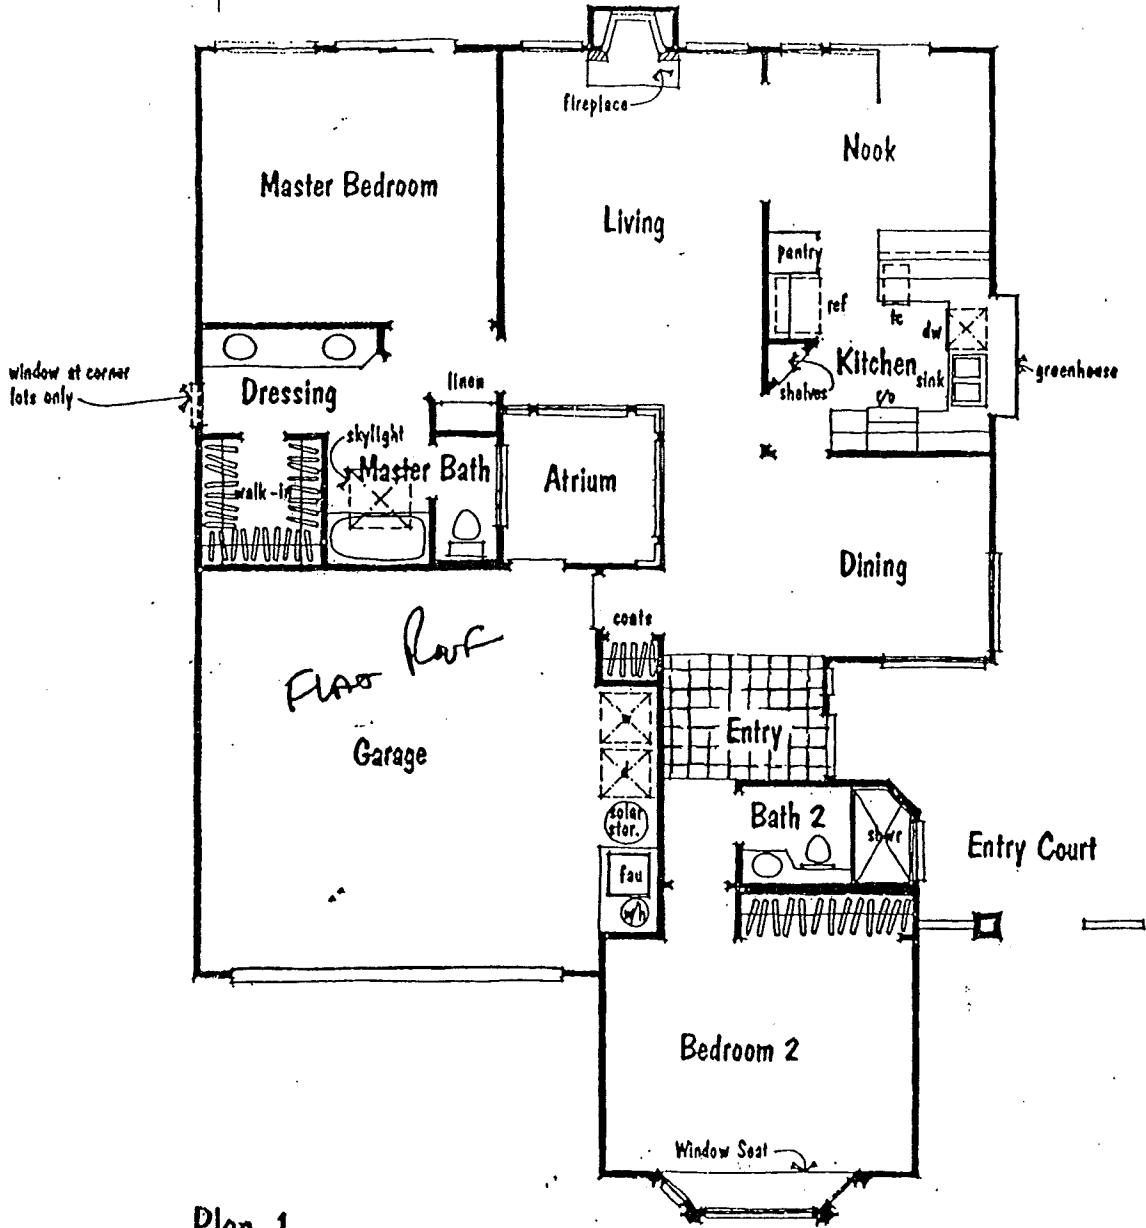 fireplace
Nook
Master Bedroom
Living
pantry
ref
tc
dw
Kitchen
sink
greenhouse
window at corner
lots only
linen
Dressing
shelves
c/o
skylight
Master Bath
walk-in
Atrium
Dining
coats
FLAT ROOF
w
Entry
Garage
d
solar
stor.
Bath 2
shwr
Entry Court
fau
w/h
Bedroom 2
Window Seat
Plan 1